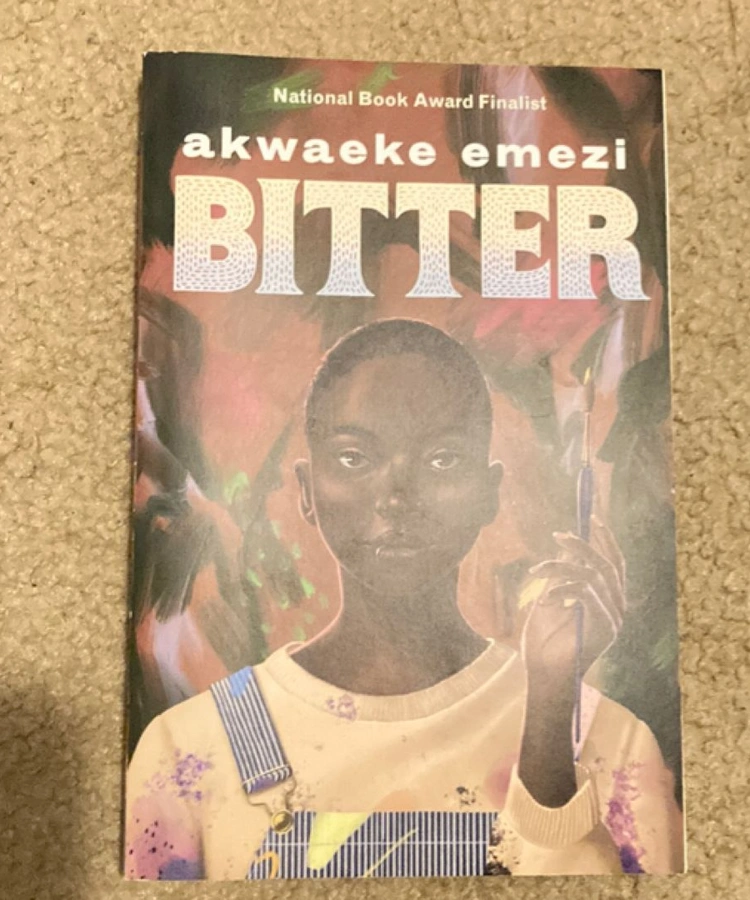 National Book Award Finalist
akwaeke emezi
BITTER